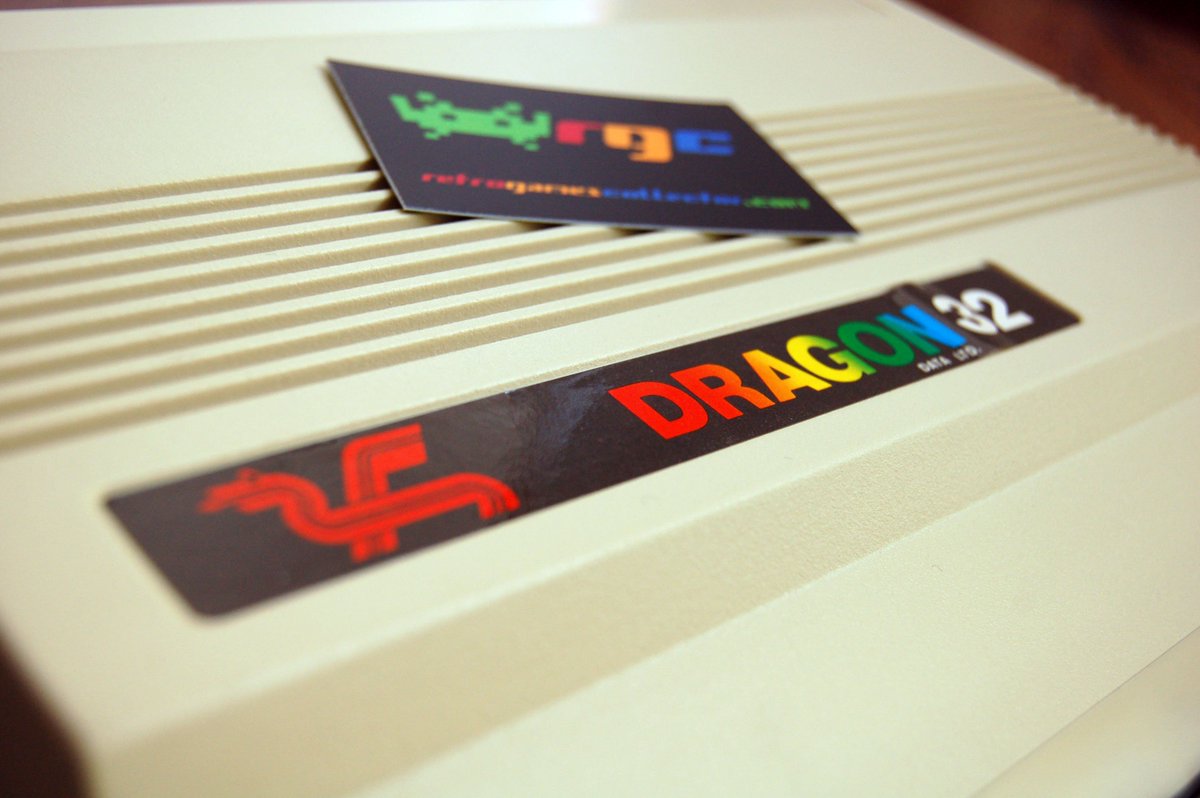 rgc
retrogamescollector.com
DRAGON 32
DATA LTD.